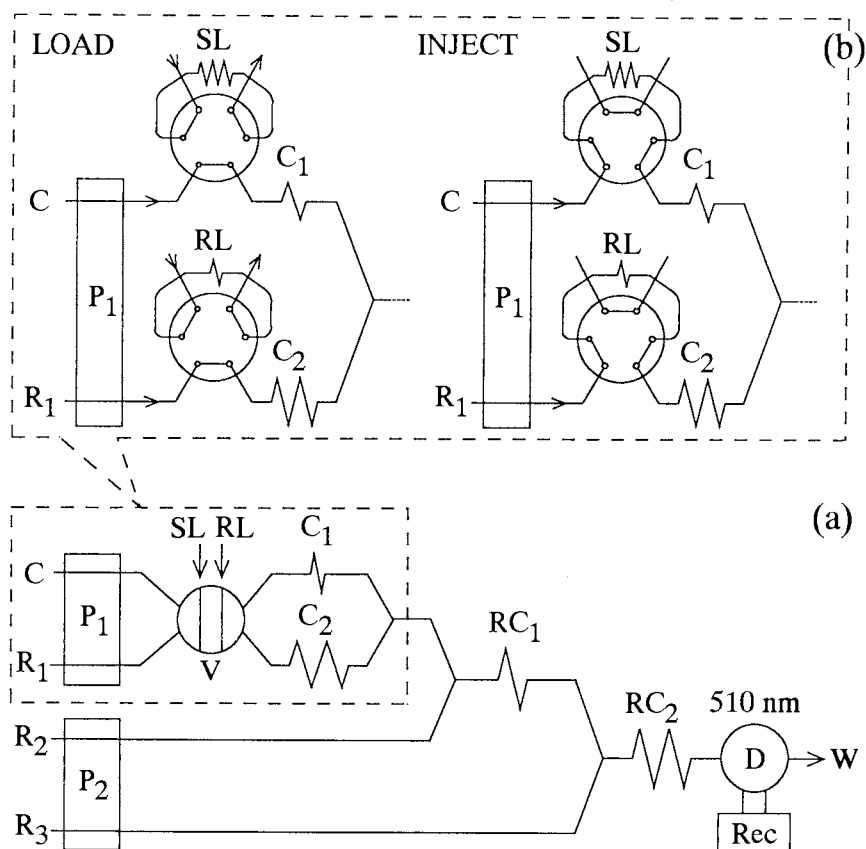 LOAD SL INJECT SL (b)
C₁ C₁
C C
RL RL
P₁ P₁
C₂ C₂
R₁ R₁
(a)
SL RL C₁
C
P₁ C₂ RC₁
R₁ V
RC₂ 510 nm
R₂
P₂ D W
R₃ Rec